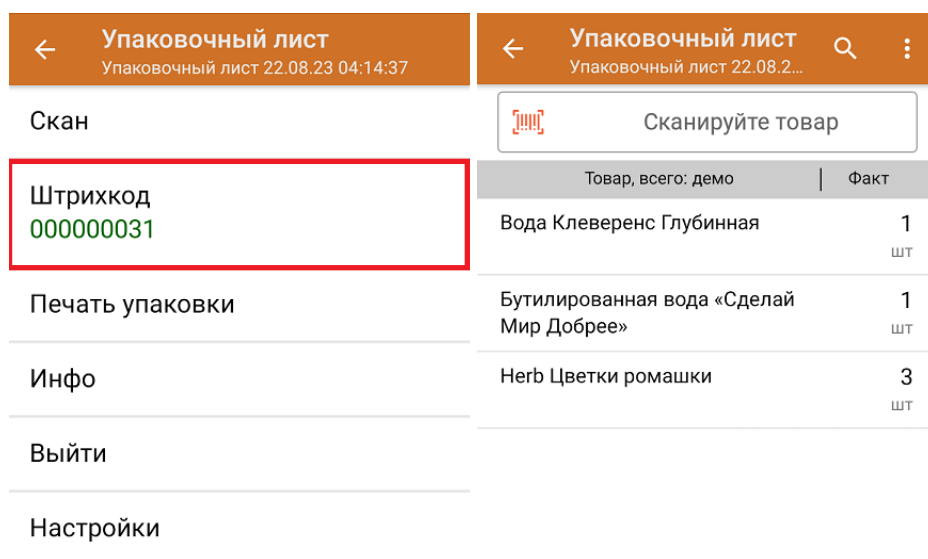 Упаковочный лист
Упаковочный лист 22.08.23 04:14:37
Скан
Штрихкод
000000031
Печать упаковки
Инфо
Выйти
Настройки
Упаковочный лист
Упаковочный лист 22.08.2...
Сканируйте товар
Товар, всего: демо | Факт
Вода Клеверенс Глубинная 1
шт
Бутилированная вода «Сделай 1
Мир Добрее» шт
Herb Цветки ромашки 3
шт